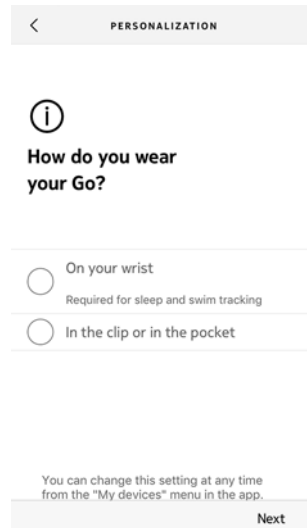 PERSONALIZATION
How do you wear
your Go?
On your wrist
Required for sleep and swim tracking
In the clip or in the pocket
You can change this setting at any time
from the "My devices" menu in the app.
Next